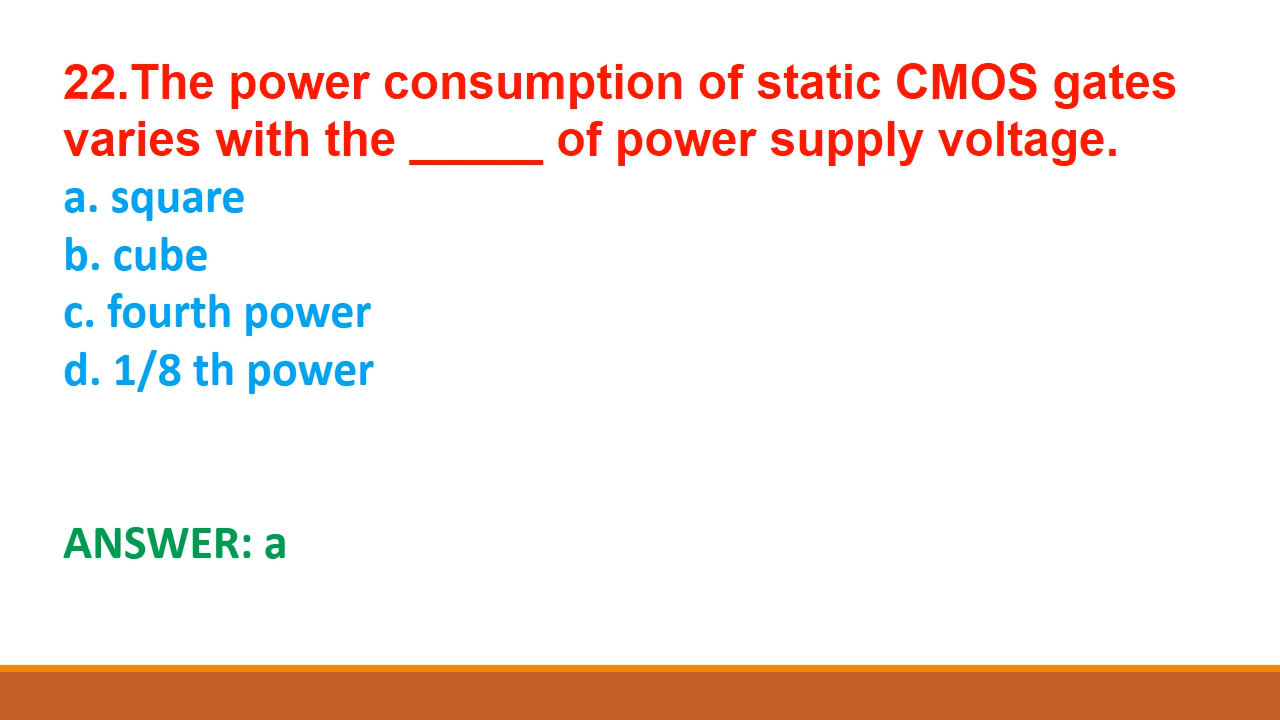 22.The power consumption of static CMOS gates
varies with the _____ of power supply voltage.
a. square
b. cube
c. fourth power
d. 1/8 th power
ANSWER: a